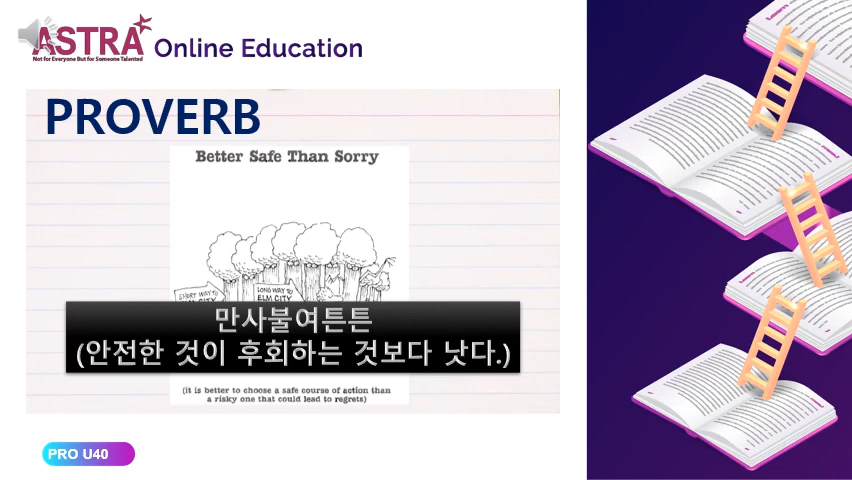 ASTRA
Not for Everyone But for Someone Talented
Online Education
PROVERB
Better Safe Than Sorry
SHORT WAY TO
LONG WAY TO
ELM CITY
만사불여튼튼
(안전한 것이 후회하는 것보다 낫다.)
(it is better to choose a safe course of action than
a risky one that could lead to regrets)
PRO U40